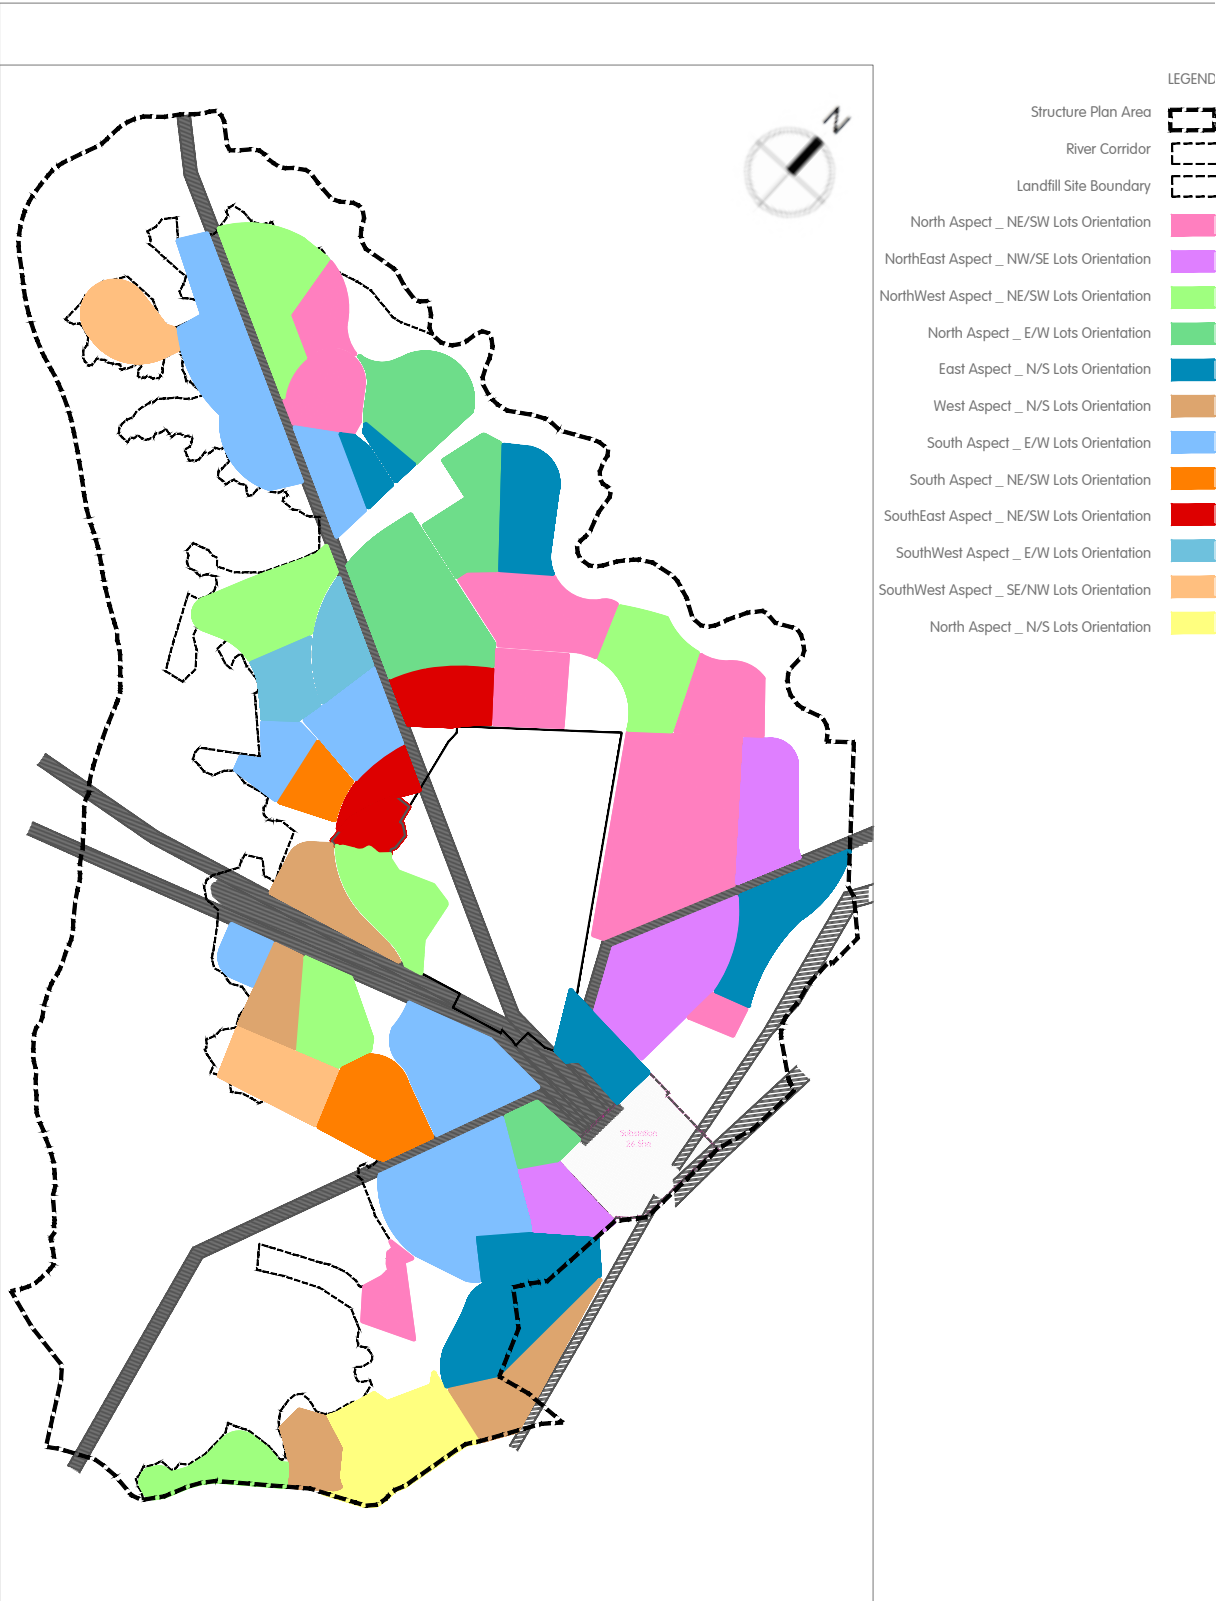 N
LEGEND
Structure Plan Area
River Corridor
Landfill Site Boundary
North Aspect _ NE/SW Lots Orientation
NorthEast Aspect _ NW/SE Lots Orientation
NorthWest Aspect _ NE/SW Lots Orientation
North Aspect _ E/W Lots Orientation
East Aspect _ N/S Lots Orientation
West Aspect _ N/S Lots Orientation
South Aspect _ E/W Lots Orientation
South Aspect _ NE/SW Lots Orientation
SouthEast Aspect _ NE/SW Lots Orientation
SouthWest Aspect _ E/W Lots Orientation
SouthWest Aspect _ SE/NW Lots Orientation
North Aspect _ N/S Lots Orientation
Substation